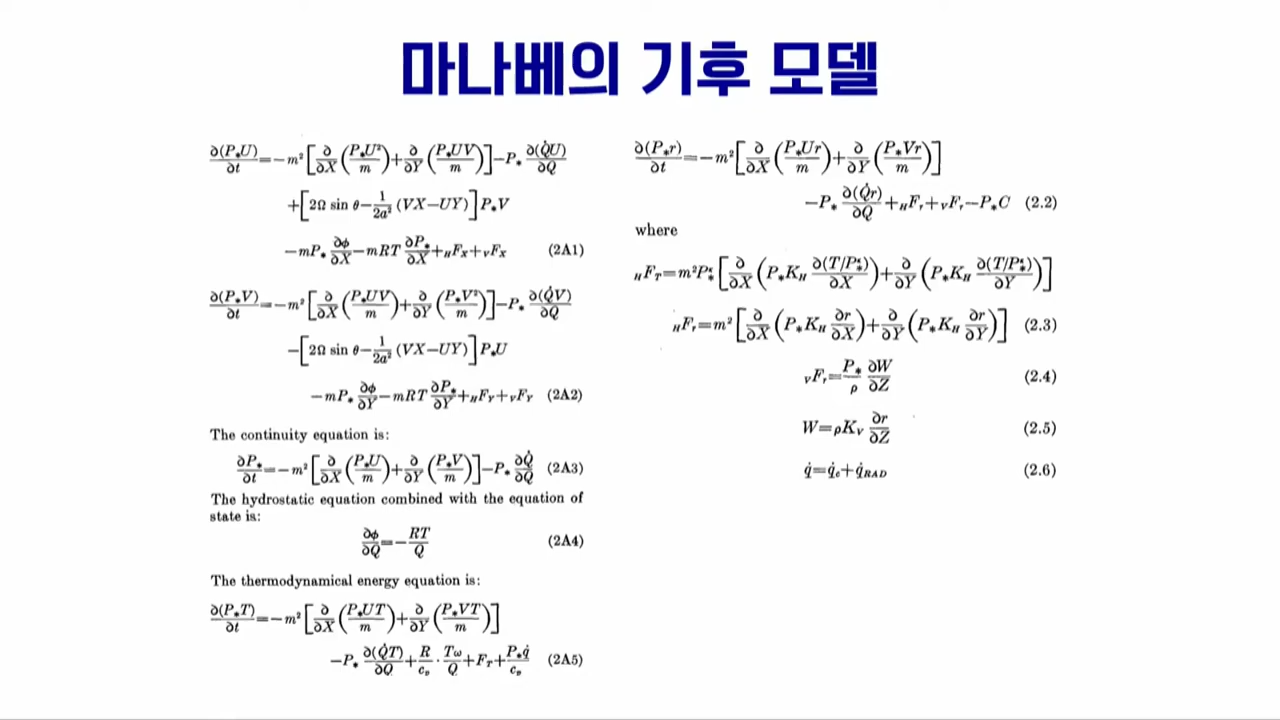 마나베의 기후 모델
∂(P*U)/∂t=−m²[∂/∂X(P*U²/m)+∂/∂Y(P*UV/m)]−P* ∂(Q̇U)/∂Q
+[2Ω sin θ−1/2a²(VX−UY)]P*V
−mP* ∂ϕ/∂X−mRT ∂P*/∂X+HFX+VFX (2A1)
∂(P*V)/∂t=−m²[∂/∂X(P*UV/m)+∂/∂Y(P*V²/m)]−P* ∂(Q̇V)/∂Q
−[2Ω sin θ−1/2a²(VX−UY)]P*U
−mP* ∂ϕ/∂Y−mRT ∂P*/∂Y+HFY+VFY (2A2)
The continuity equation is:
∂P*/∂t=−m²[∂/∂X(P*U/m)+∂/∂Y(P*V/m)]−P* ∂Q̇/∂Q (2A3)
The hydrostatic equation combined with the equation of
state is:
∂ϕ/∂Q=−RT/Q (2A4)
The thermodynamical energy equation is:
∂(P*T)/∂t=−m²[∂/∂X(P*UT/m)+∂/∂Y(P*VT/m)]
−P* ∂(Q̇T)/∂Q+R/cp·Tω/Q+FT+P*q̇/cp (2A5)
∂(P*r)/∂t=−m²[∂/∂X(P*Ur/m)+∂/∂Y(P*Vr/m)]
−P* ∂(Q̇r)/∂Q+HFr+VFr−P*C (2.2)
where
HFT=m²P*κ[∂/∂X(P*KH ∂(T/P*κ)/∂X)+∂/∂Y(P*KH ∂(T/P*κ)/∂Y)]
HFr=m²[∂/∂X(P*KH ∂r/∂X)+∂/∂Y(P*KH ∂r/∂Y)] (2.3)
VFr=P*/ρ ∂W/∂Z (2.4)
W=ρKV ∂r/∂Z (2.5)
q̇=q̇c+q̇RAD (2.6)